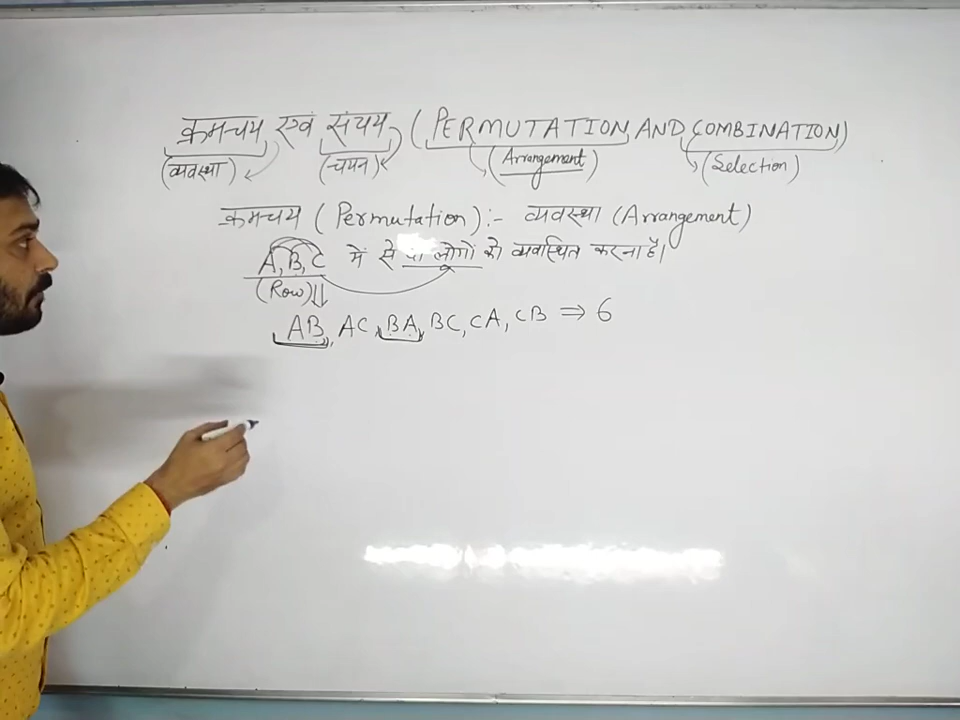 क्रमचय एवं संचय (PERMUTATION AND COMBINATION)
(व्यवस्था) (चयन) (Arrangement) (Selection)
क्रमचय (Permutation):- व्यवस्था (Arrangement)
A, B, C में से दो लोगों को व्यवस्थित करना है।
(Row)
AB, AC, BA, BC, CA, CB ⇒ 6